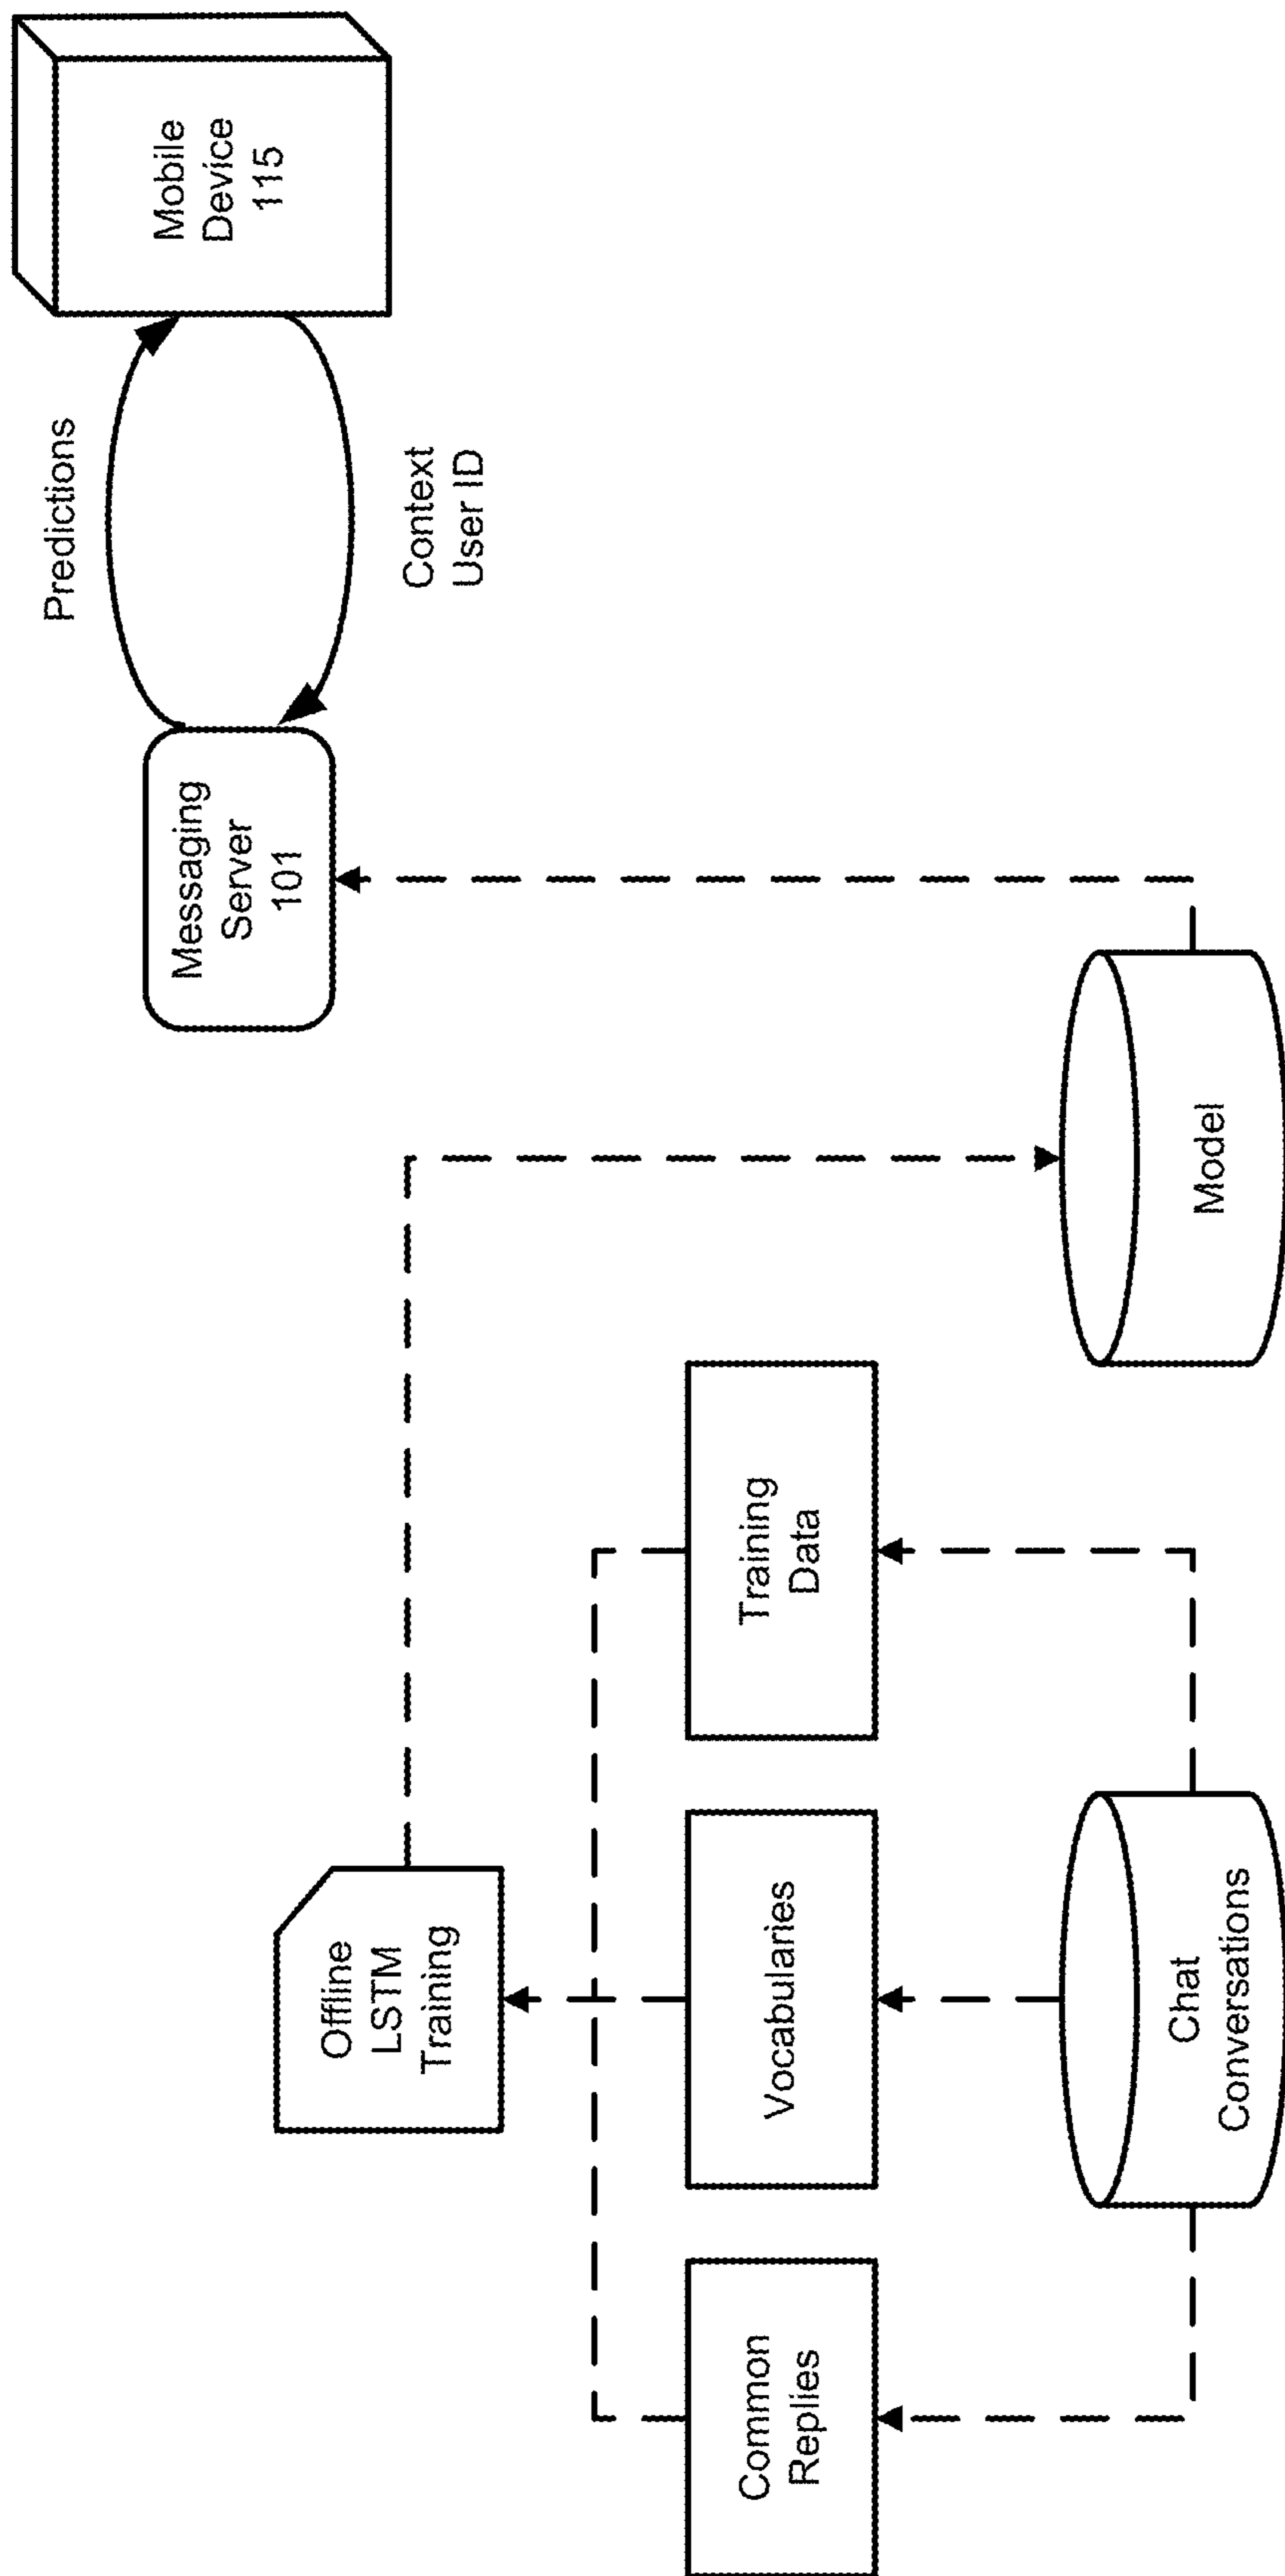 Predictions
Mobile
Device
115
Context
User ID
Messaging
Server
101
Offline
LSTM
Training
Common
Replies
Vocabularies
Training
Data
Chat
Conversations
Model